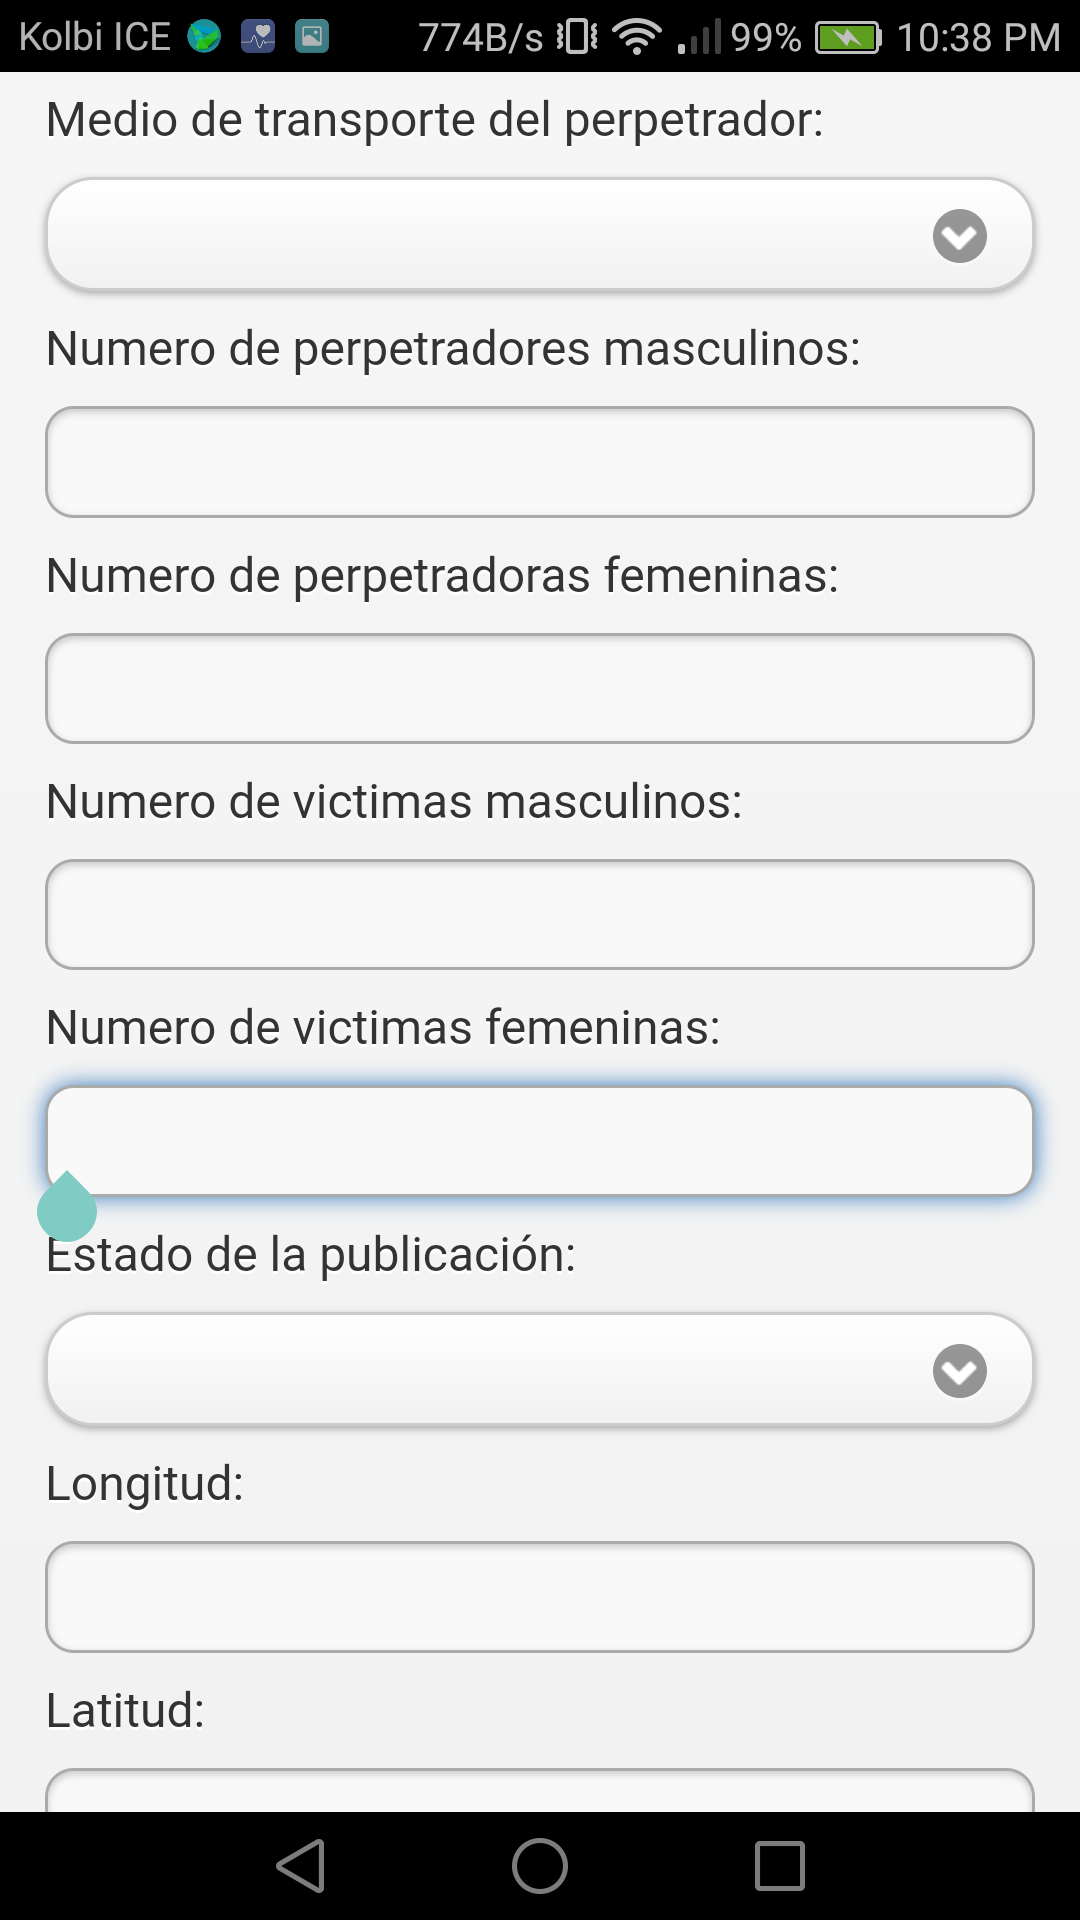 Kolbi ICE 774B/s 99% 10:38 PM
Medio de transporte del perpetrador:
Numero de perpetradores masculinos:
Numero de perpetradoras femeninas:
Numero de victimas masculinos:
Numero de victimas femeninas:
Estado de la publicación:
Longitud:
Latitud: